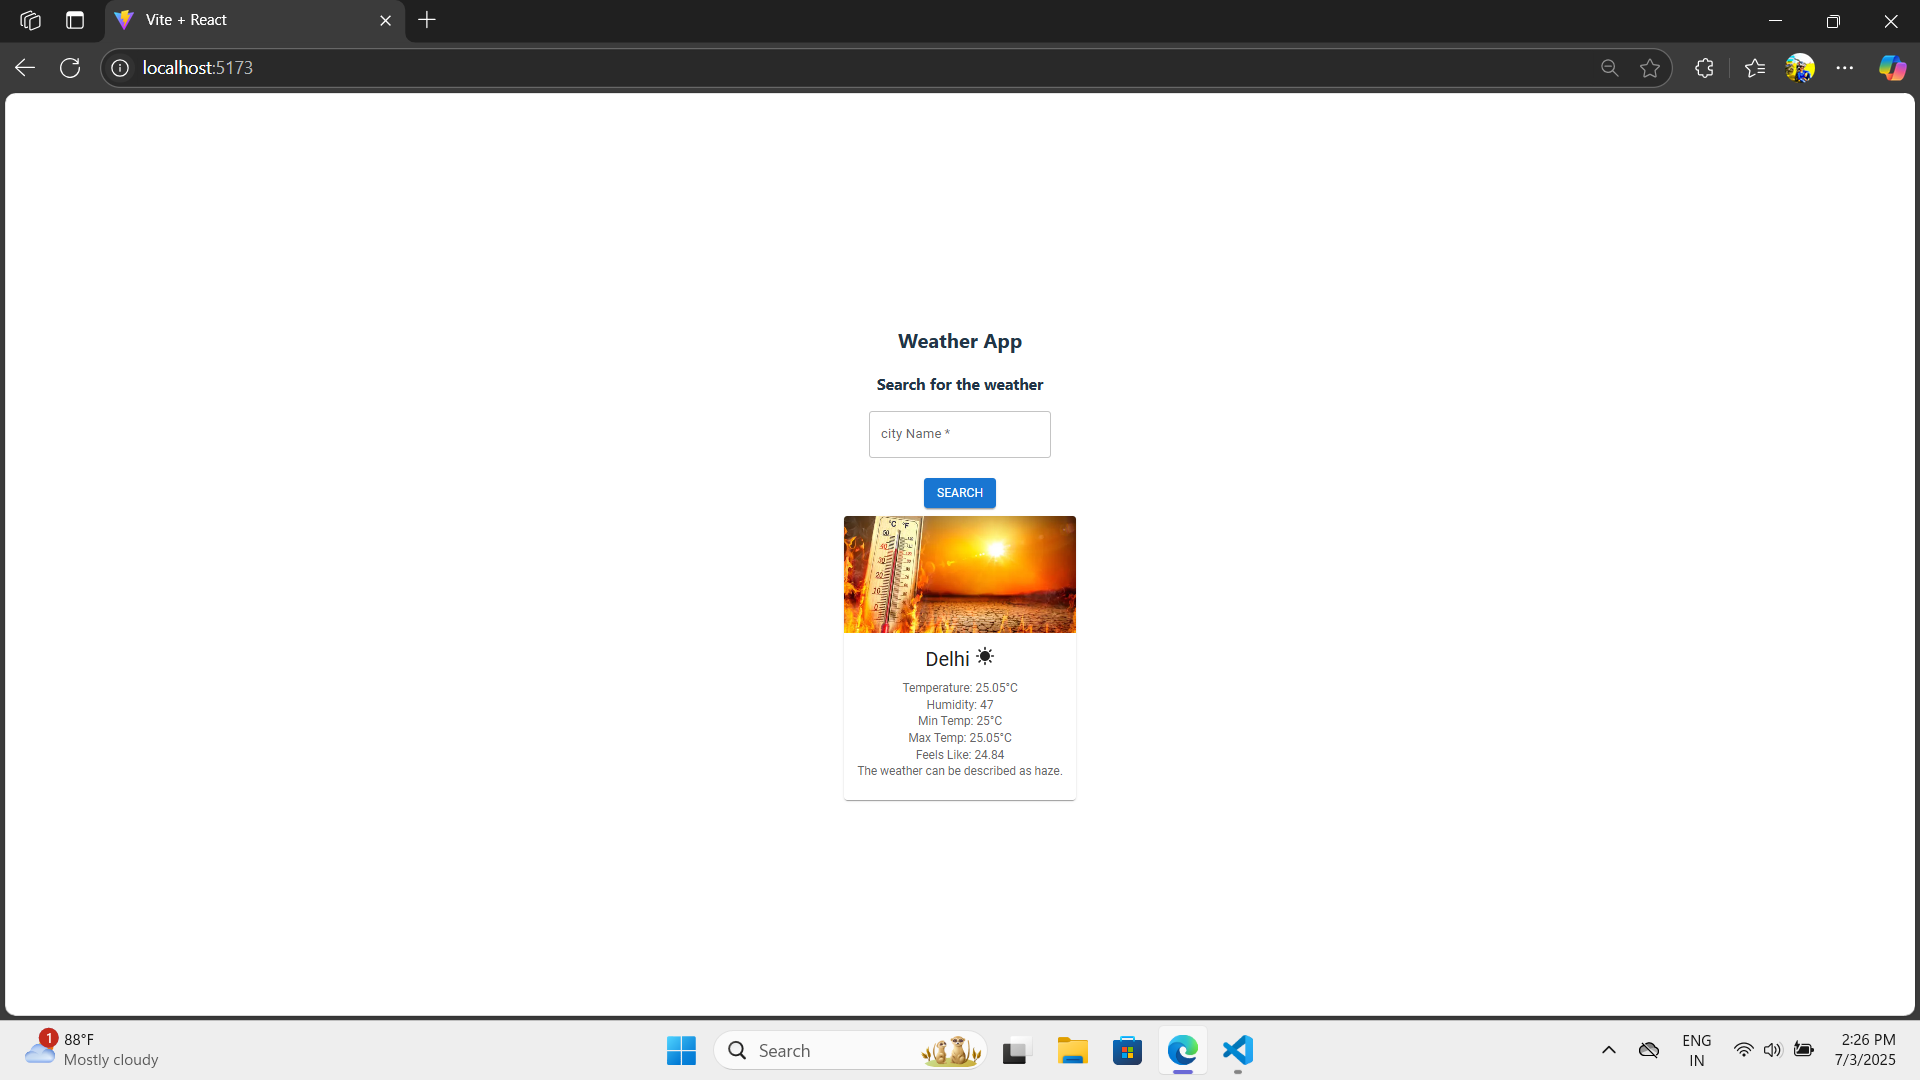 Vite + React
localhost:5173
Weather App
Search for the weather
city Name *
SEARCH
°C °F
Delhi
Temperature: 25.05°C
Humidity: 47
Min Temp: 25°C
Max Temp: 25.05°C
Feels Like: 24.84
The weather can be described as haze.
1
88°F
Mostly cloudy
Search
ENG
IN
2:26 PM
7/3/2025